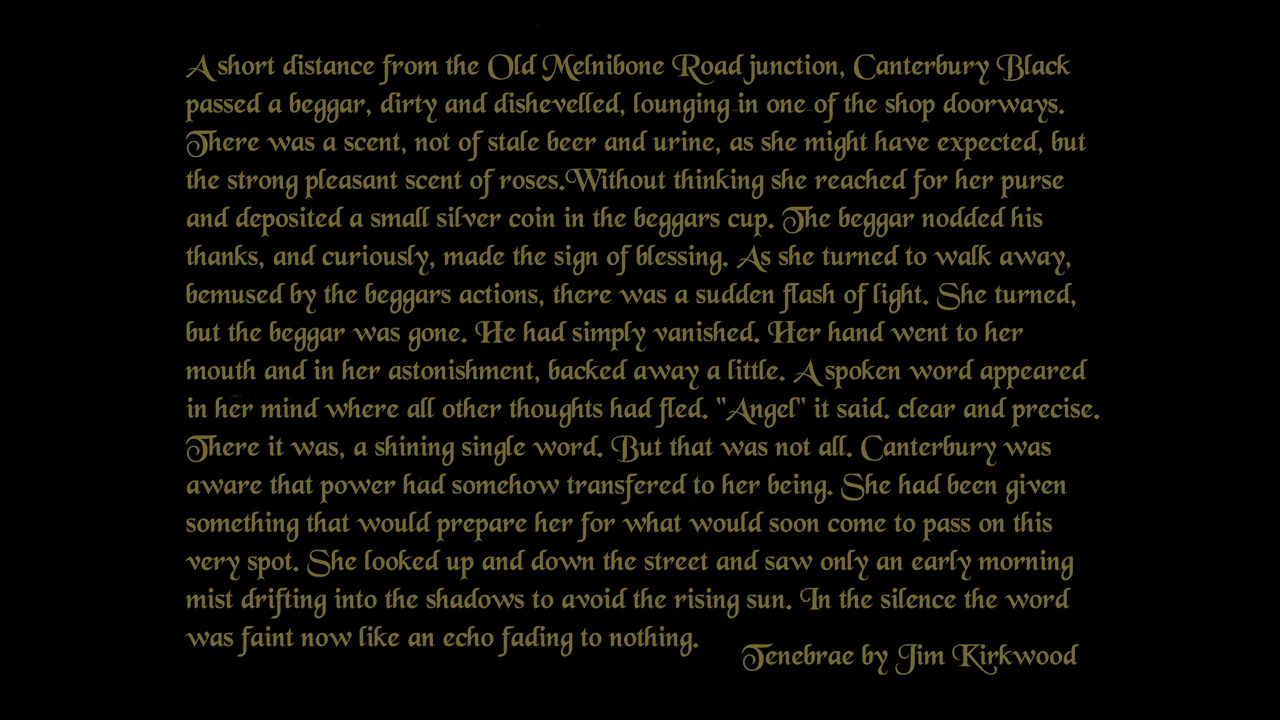 A short distance from the Old Melnibone Road junction, Canterbury Black
passed a beggar, dirty and dishevelled, lounging in one of the shop doorways.
There was a scent, not of stale beer and urine, as she might have expected, but
the strong pleasant scent of roses.Without thinking she reached for her purse
and deposited a small silver coin in the beggars cup. The beggar nodded his
thanks, and curiously, made the sign of blessing. As she turned to walk away,
bemused by the beggars actions, there was a sudden flash of light. She turned,
but the beggar was gone. He had simply vanished. Her hand went to her
mouth and in her astonishment, backed away a little. A spoken word appeared
in her mind where all other thoughts had fled. "Angel" it said. clear and precise.
There it was, a shining single word. But that was not all. Canterbury was
aware that power had somehow transfered to her being. She had been given
something that would prepare her for what would soon come to pass on this
very spot. She looked up and down the street and saw only an early morning
mist drifting into the shadows to avoid the rising sun. In the silence the word
was faint now like an echo fading to nothing.
Tenebrae by Jim Kirkwood